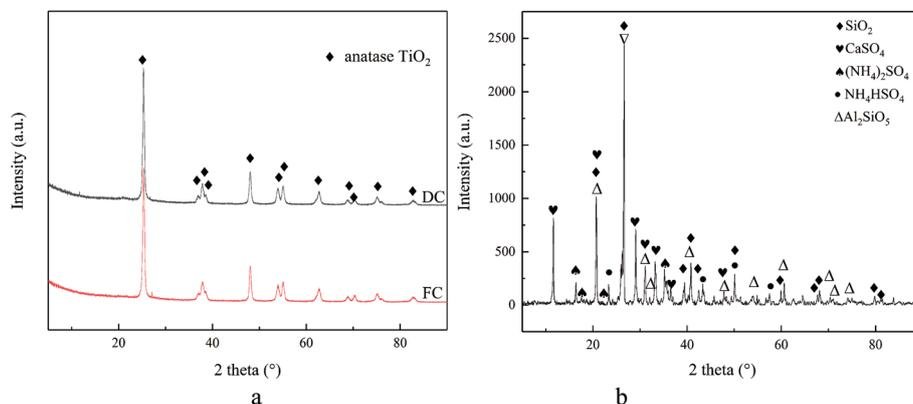 a
b
Intensity (a.u.)
◆ anatase TiO₂
DC
FC
20
40
60
80
2 theta (°)
Intensity (a.u.)
2500
2000
1500
1000
500
0
◆ SiO₂
♥ CaSO₄
♠ (NH₄)₂SO₄
● NH₄HSO₄
Δ Al₂SiO₅
20
40
60
80
2 theta (°)